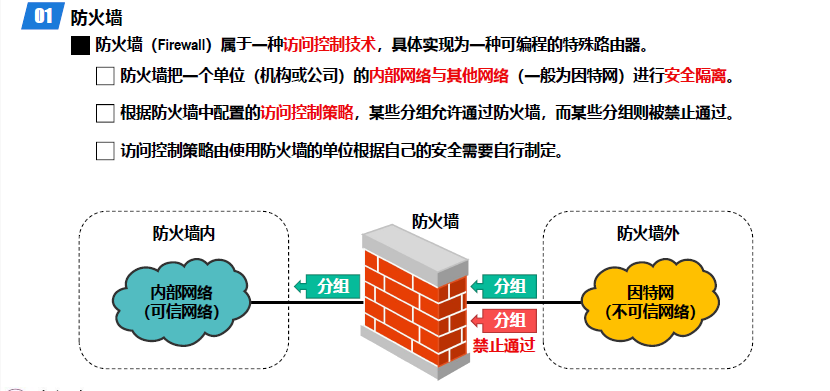 01 防火墙
防火墙（Firewall）属于一种访问控制技术，具体实现为一种可编程的特殊路由器。
防火墙把一个单位（机构或公司）的内部网络与其他网络（一般为因特网）进行安全隔离。
根据防火墙中配置的访问控制策略，某些分组允许通过防火墙，而某些分组则被禁止通过。
访问控制策略由使用防火墙的单位根据自己的安全需要自行制定。
防火墙内
内部网络
（可信网络）
分组
防火墙
分组
分组
禁止通过
防火墙外
因特网
（不可信网络）